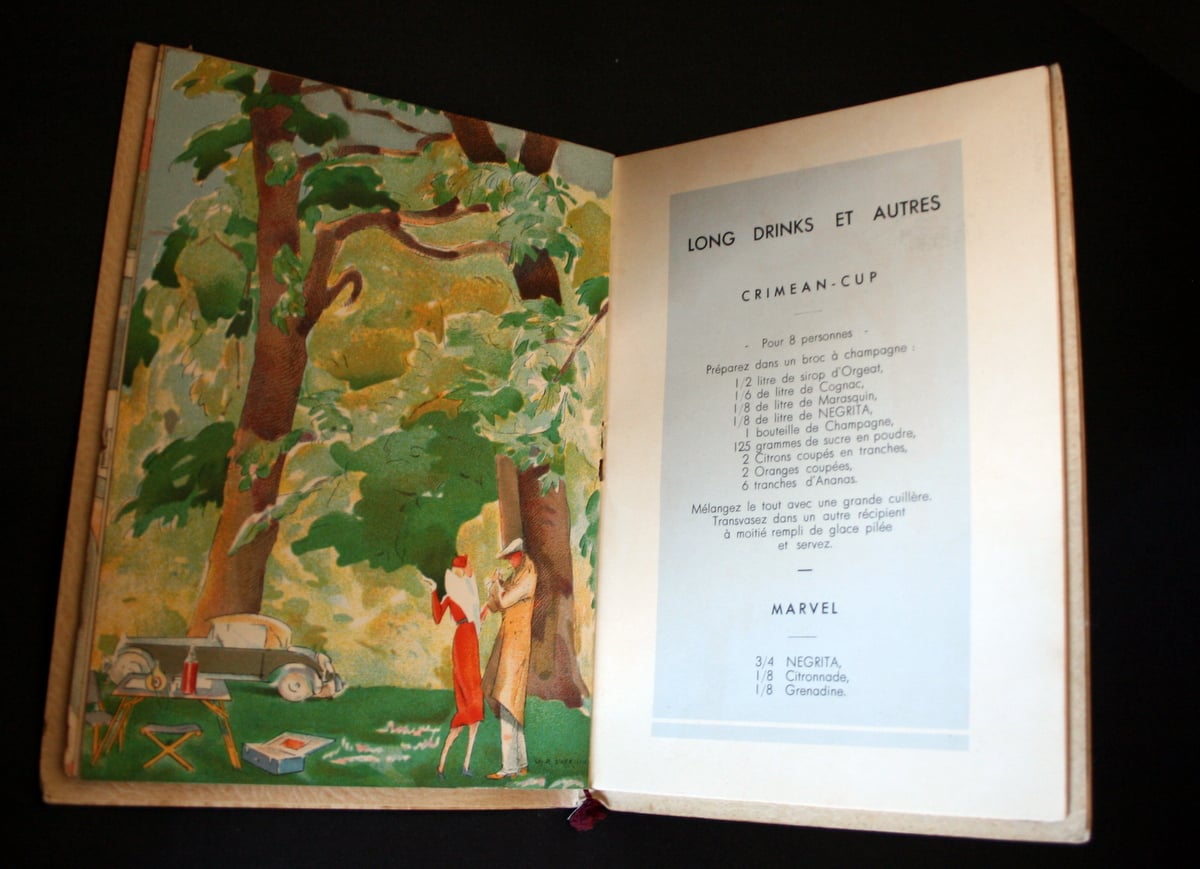 LONG DRINKS ET AUTRES
CRIMEAN-CUP
- Pour 8 personnes -
Préparez dans un broc à champagne :
1/2 litre de sirop d'Orgeat,
1/6 de litre de Cognac,
1/8 de litre de Marasquin,
1/8 de litre de NEGRITA,
1 bouteille de Champagne,
125 grammes de sucre en poudre,
2 Citrons coupés en tranches,
2 Oranges coupées,
6 tranches d'Ananas.
Mélangez le tout avec une grande cuillère.
Transvasez dans un autre récipient
à moitié rempli de glace pilée
et servez.
MARVEL
3/4 NEGRITA,
1/8 Citronnade,
1/8 Grenadine.